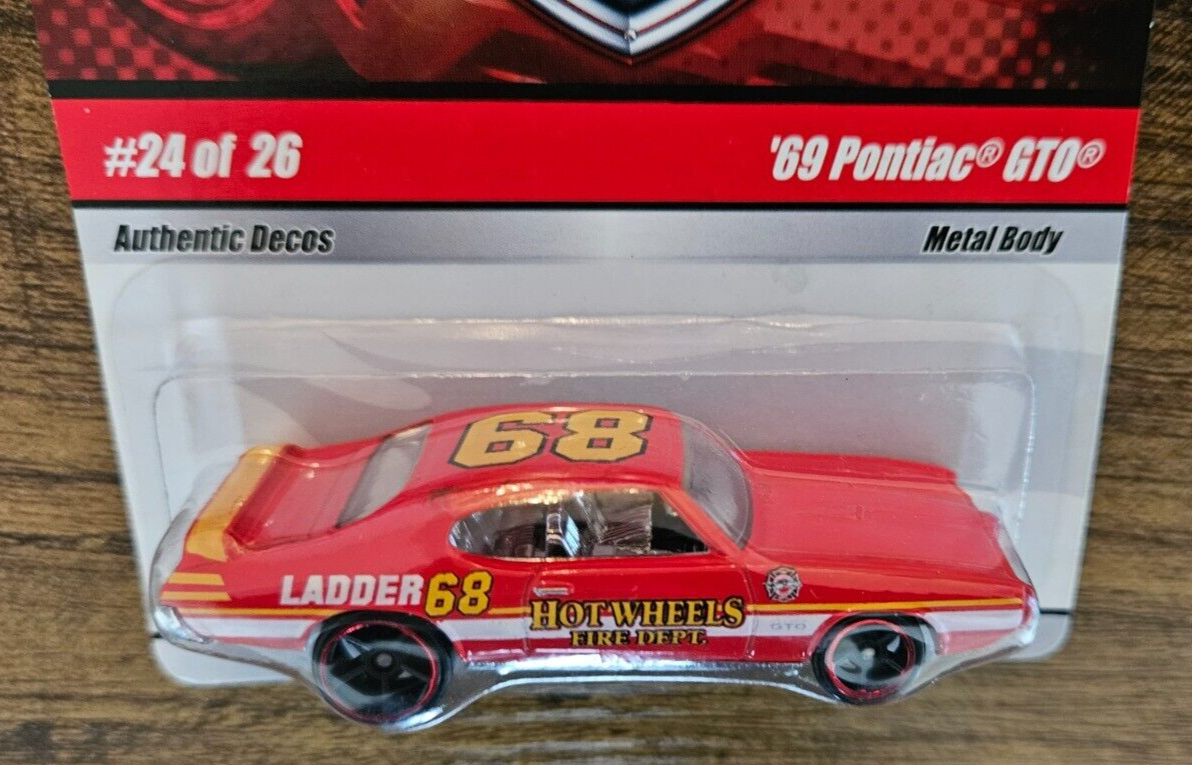 #24 of 26
'69 Pontiac® GTO®
Authentic Decos
Metal Body
68
LADDER 68
HOT WHEELS
FIRE DEPT.
GTO